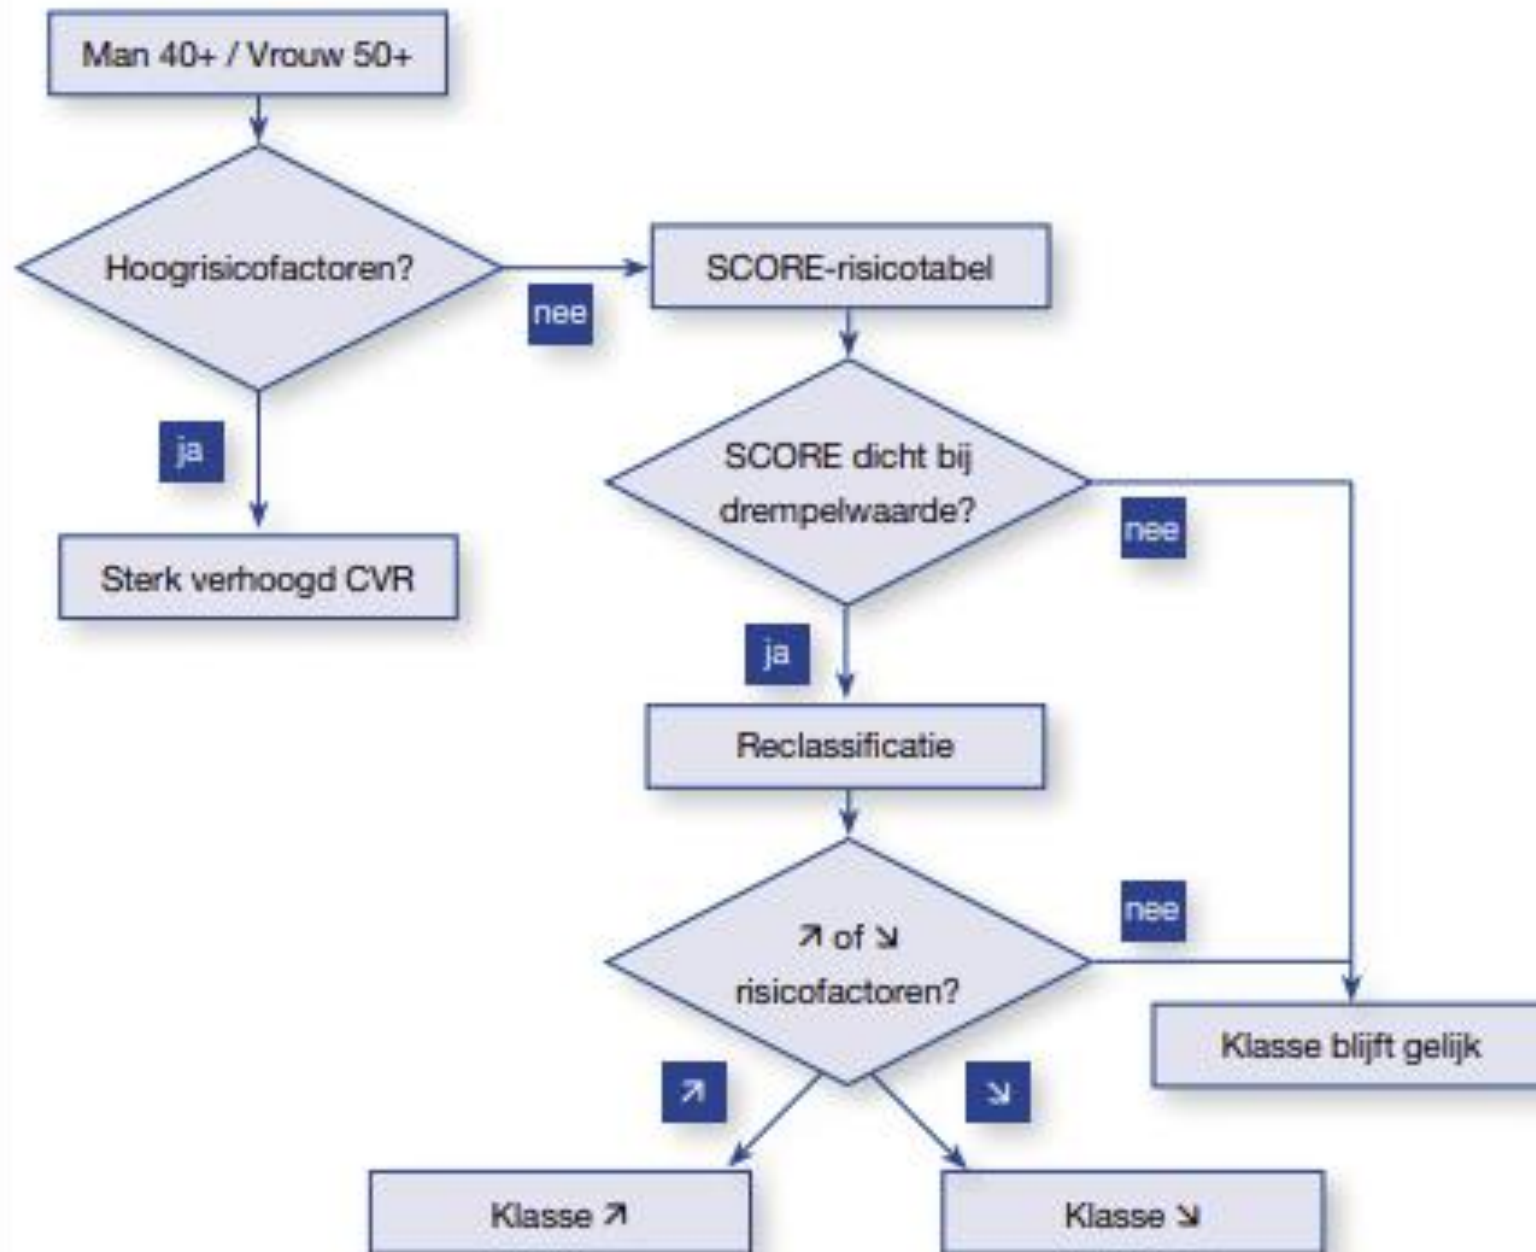 Man 40+ / Vrouw 50+
Hoogrisicofactoren?
nee
SCORE-risicotabel
ja
SCORE dicht bij
drempelwaarde?
nee
Sterk verhoogd CVR
ja
Reclassificatie
nee
↗ of ↘
risicofactoren?
Klasse blijft gelijk
↗
↘
Klasse ↗
Klasse ↘